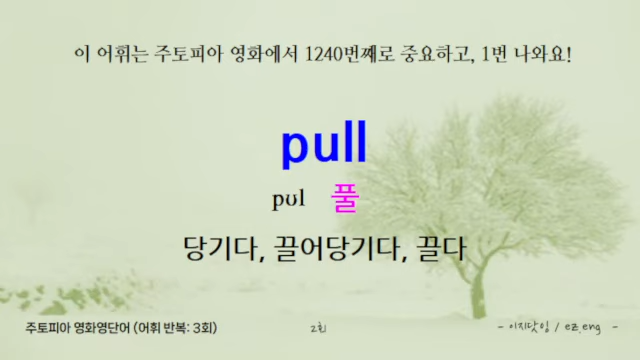 이 어휘는 주토피아 영화에서 1240번째로 중요하고, 1번 나와요!
pull
pʊl 풀
당기다, 끌어당기다, 끌다
주토피아 영화영단어 (어휘 반복: 3회) 2회 - 이지닷잉 / ez.eng -